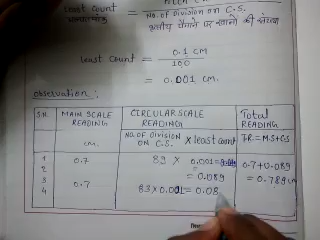 Least count = Pitch
No. of Division on C.S.
least count = 0.1 cm
100
= 0.001 cm.
Observation:
S.N. MAIN SCALE READING CIRCULAR SCALE READING Total READING
cm. No. of Division on C.S. × least count T.R.=M.S+C.S
1 0.7 89 × 0.001= 0.7+0.089
2 = 0.089 = 0.789 cm
3 0.7 83×0.001=0.08
4